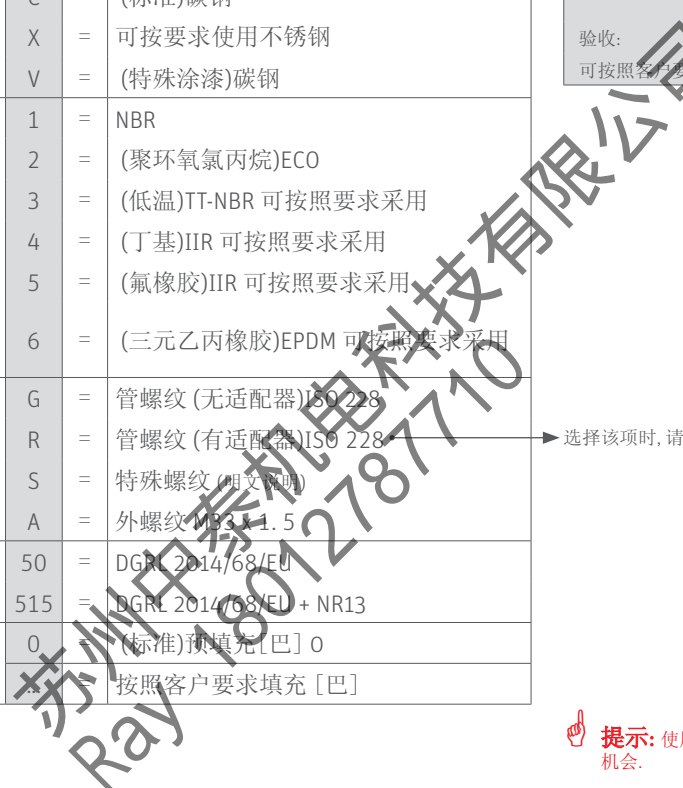 C = (标准)碳钢
X = 可按要求使用不锈钢
V = (特殊涂漆)碳钢
1 = NBR
2 = (聚环氧氯丙烷)ECO
3 = (低温)TT-NBR 可按照要求采用
4 = (丁基)IIR 可按照要求采用
5 = (氟橡胶)IIR 可按照要求采用
6 = (三元乙丙橡胶)EPDM 可按照要求采用
G = 管螺纹 (无适配器)ISO 228
R = 管螺纹 (有适配器)ISO 228
S = 特殊螺纹 (明文说明)
A = 外螺纹 M33 x 1. 5
50 = DGRL 2014/68/EU
515 = DGRL 2014/68/EU + NR13
0 = (标准)预填充[巴] 0
... = 按照客户要求填充 [巴]
验收:
可按照客户要
选择该项时, 请
提示: 使用
机会.
苏州中泰机电科技有限公司
Ray 18012787710